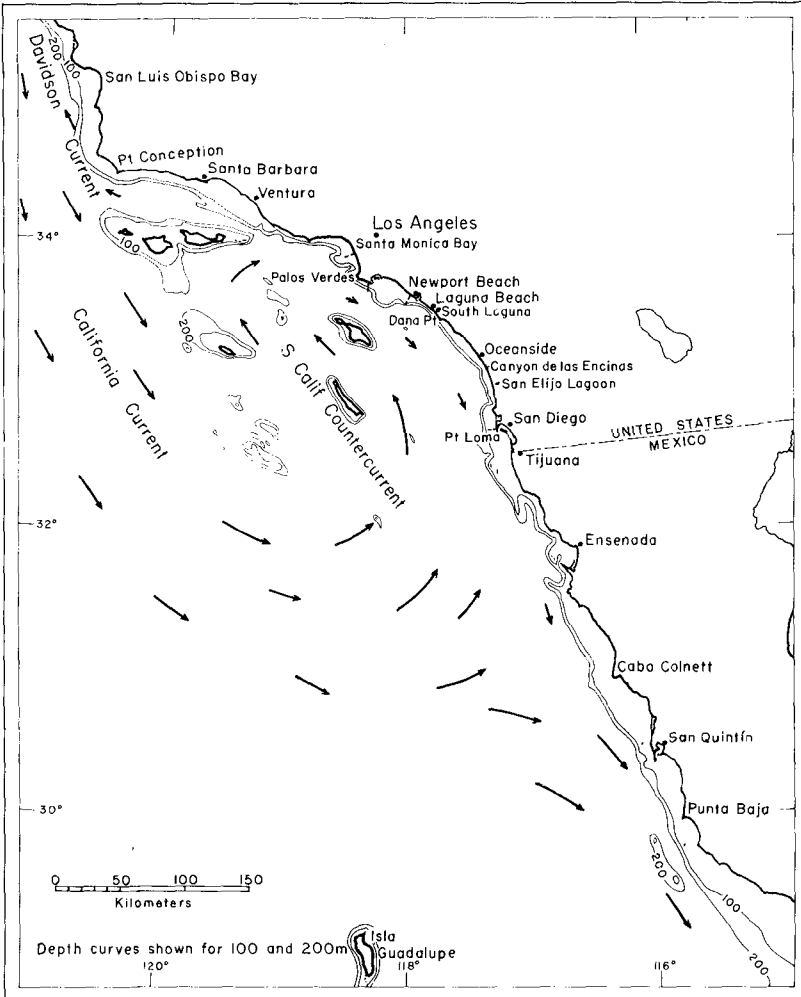 200
100
Davidson
Current
San Luis Obispo Bay
Pt Conception
Santa Barbara
Ventura
34°
100
Los Angeles
Santa Monica Bay
Palos Verdes
Newport Beach
Laguna Beach
South Laguna
Dana Pt
200
California
Current
S Calif Countercurrent
Oceanside
Canyon de las Encinas
San Elijo Lagoon
San Diego
Pt Loma
UNITED STATES
MEXICO
Tijuana
32°
Ensenada
Cabo Colnett
San Quintín
30°
Punta Baja
200
100
200
0 50 100 150
Kilometers
Depth curves shown for 100 and 200m
Isla
Guadalupe
120°
118°
116°